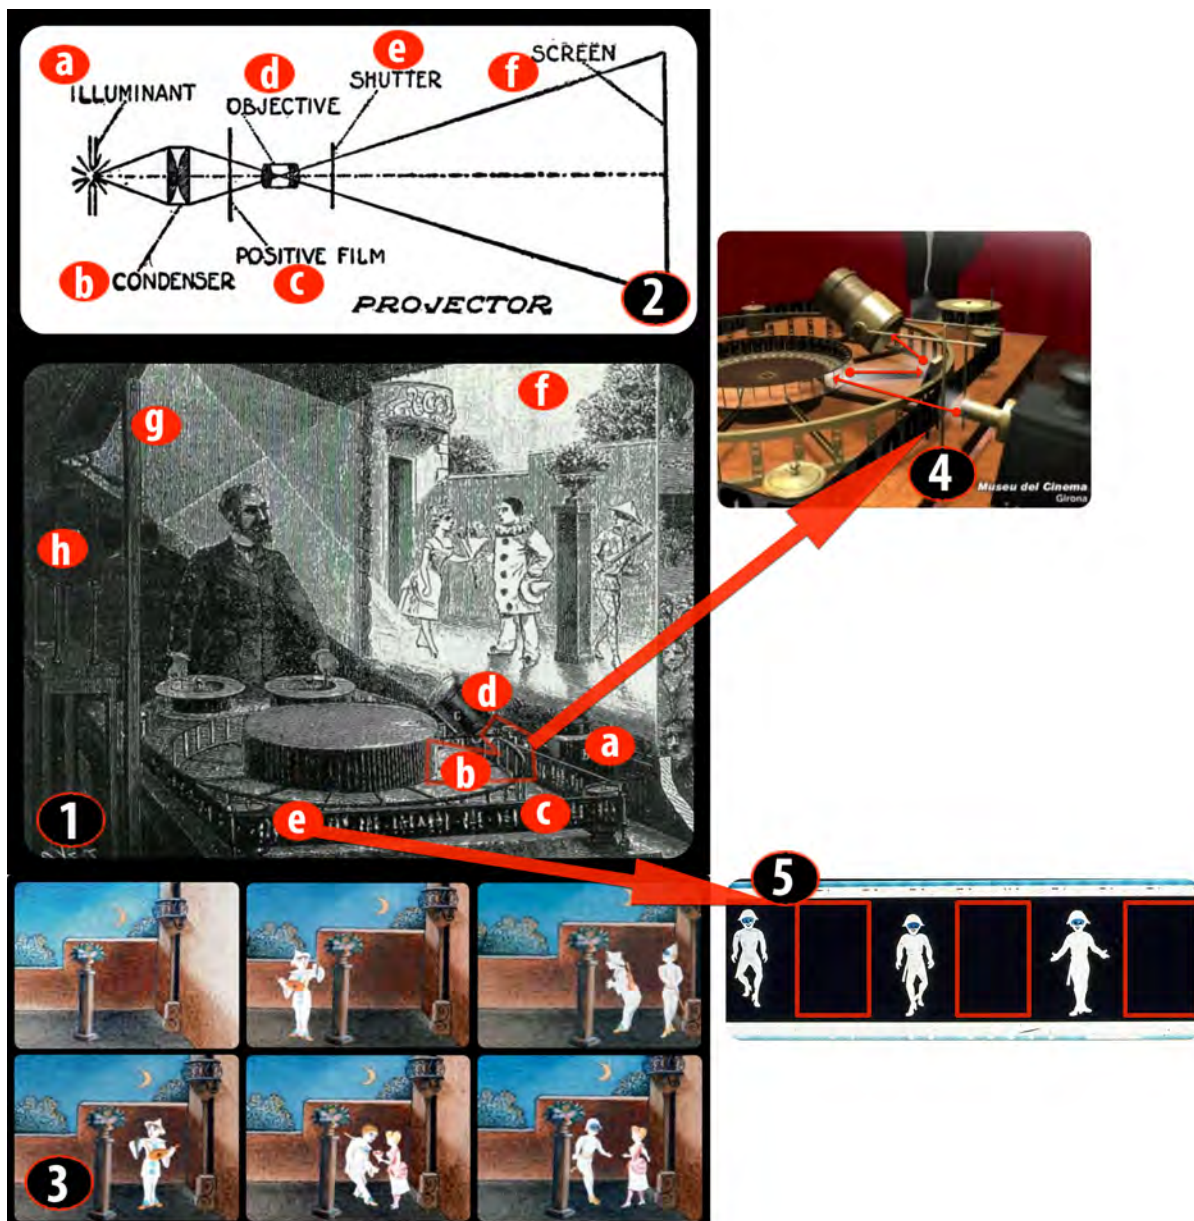 a
ILLUMINANT
d
OBJECTIVE
e
SHUTTER
f
SCREEN
b
CONDENSER
POSITIVE FILM
c
PROJECTOR
2
4
Museu del Cinema
Girona
g
h
f
d
a
b
c
e
1
5
3